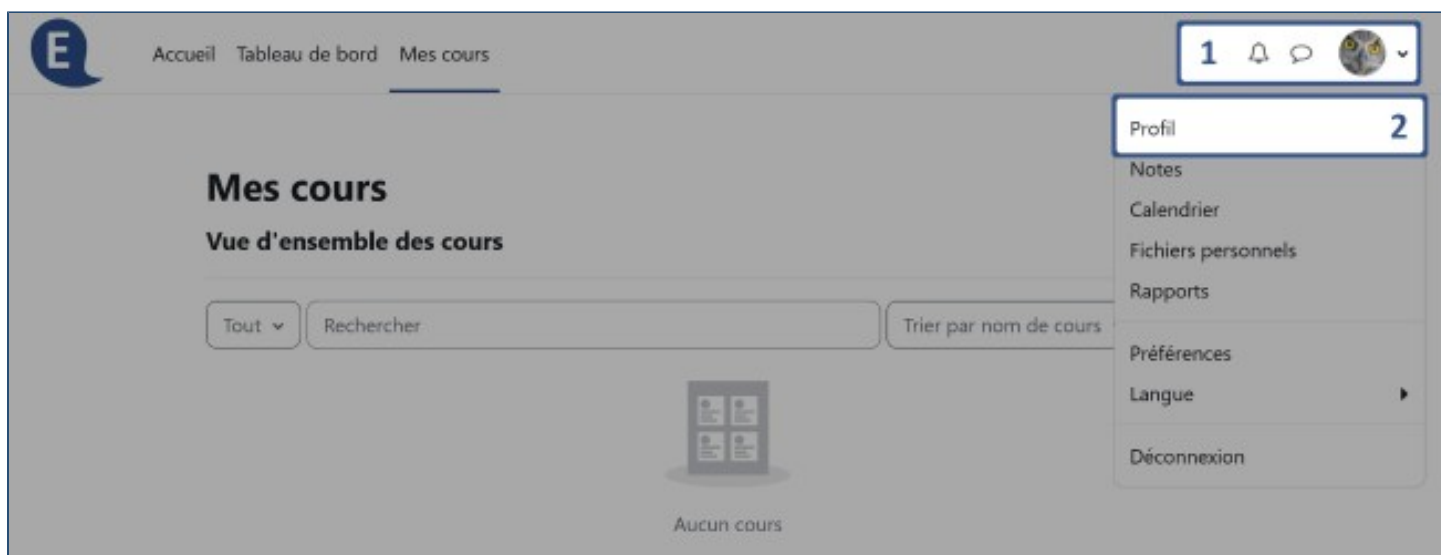 E
Accueil Tableau de bord Mes cours
1
Profil 2
Notes
Calendrier
Fichiers personnels
Rapports
Préférences
Langue
Déconnexion
Mes cours
Vue d'ensemble des cours
Tout Rechercher Trier par nom de cours
Aucun cours